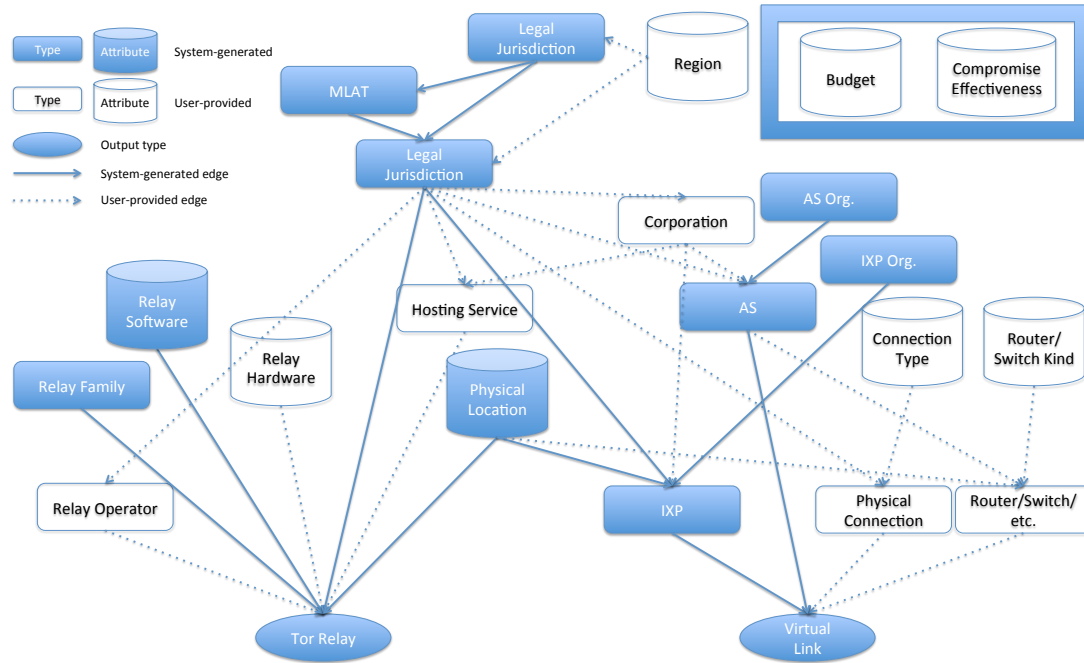 Type
Attribute
System-generated
Type
Attribute
User-provided
Output type
System-generated edge
User-provided edge
Legal
Jurisdiction
MLAT
Region
Budget
Compromise
Effectiveness
Legal
Jurisdiction
Corporation
AS Org.
IXP Org.
Relay
Software
Hosting Service
AS
Connection
Type
Router/
Switch Kind
Relay Family
Relay
Hardware
Physical
Location
Relay Operator
IXP
Physical
Connection
Router/Switch/
etc.
Tor Relay
Virtual
Link